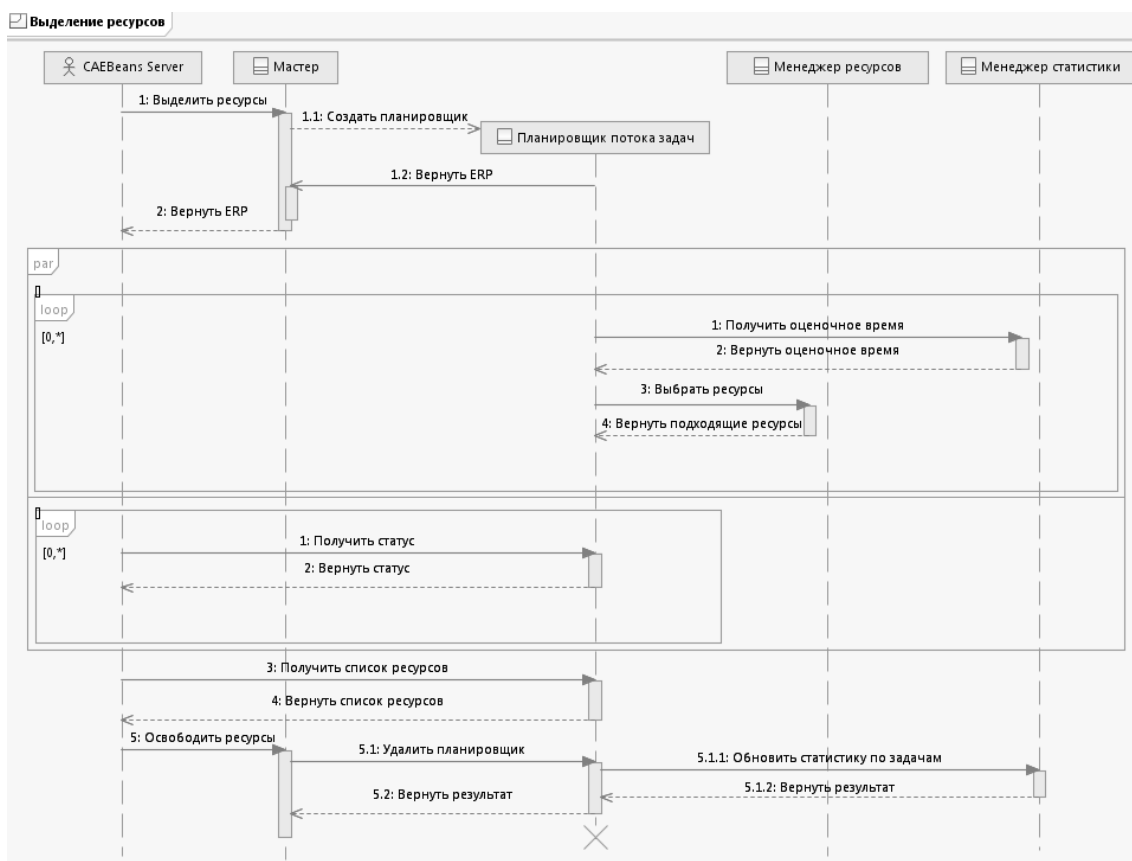 Выделение ресурсов
CAEBeans Server
Мастер
Менеджер ресурсов
Менеджер статистики
1: Выделить ресурсы
1.1: Создать планировщик
Планировщик потока задач
1.2: Вернуть ERP
2: Вернуть ERP
par
[]
loop
[0,*]
1: Получить оценочное время
2: Вернуть оценочное время
3: Выбрать ресурсы
4: Вернуть подходящие ресурсы
[]
loop
[0,*]
1: Получить статус
2: Вернуть статус
3: Получить список ресурсов
4: Вернуть список ресурсов
5: Освободить ресурсы
5.1: Удалить планировщик
5.1.1: Обновить статистику по задачам
5.2: Вернуть результат
5.1.2: Вернуть результат